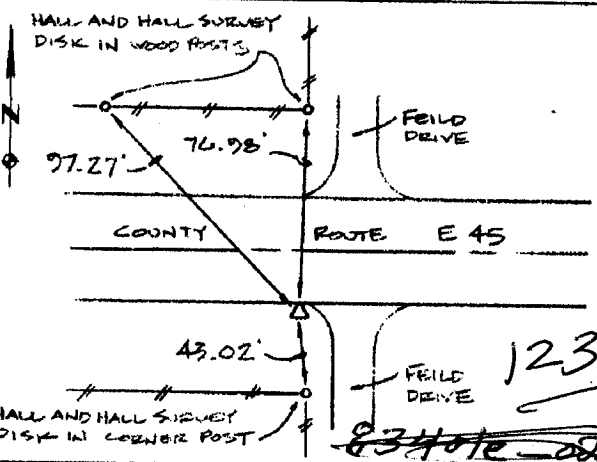 HALL AND HALL SURVEY
DISK IN WOOD POSTS
N
FEILD
DRIVE
76.98'
97.27'
COUNTY ROUTE E 45
43.02'
123
FEILD
DRIVE
HALL AND HALL SURVEY
DISK IN CORNER POST